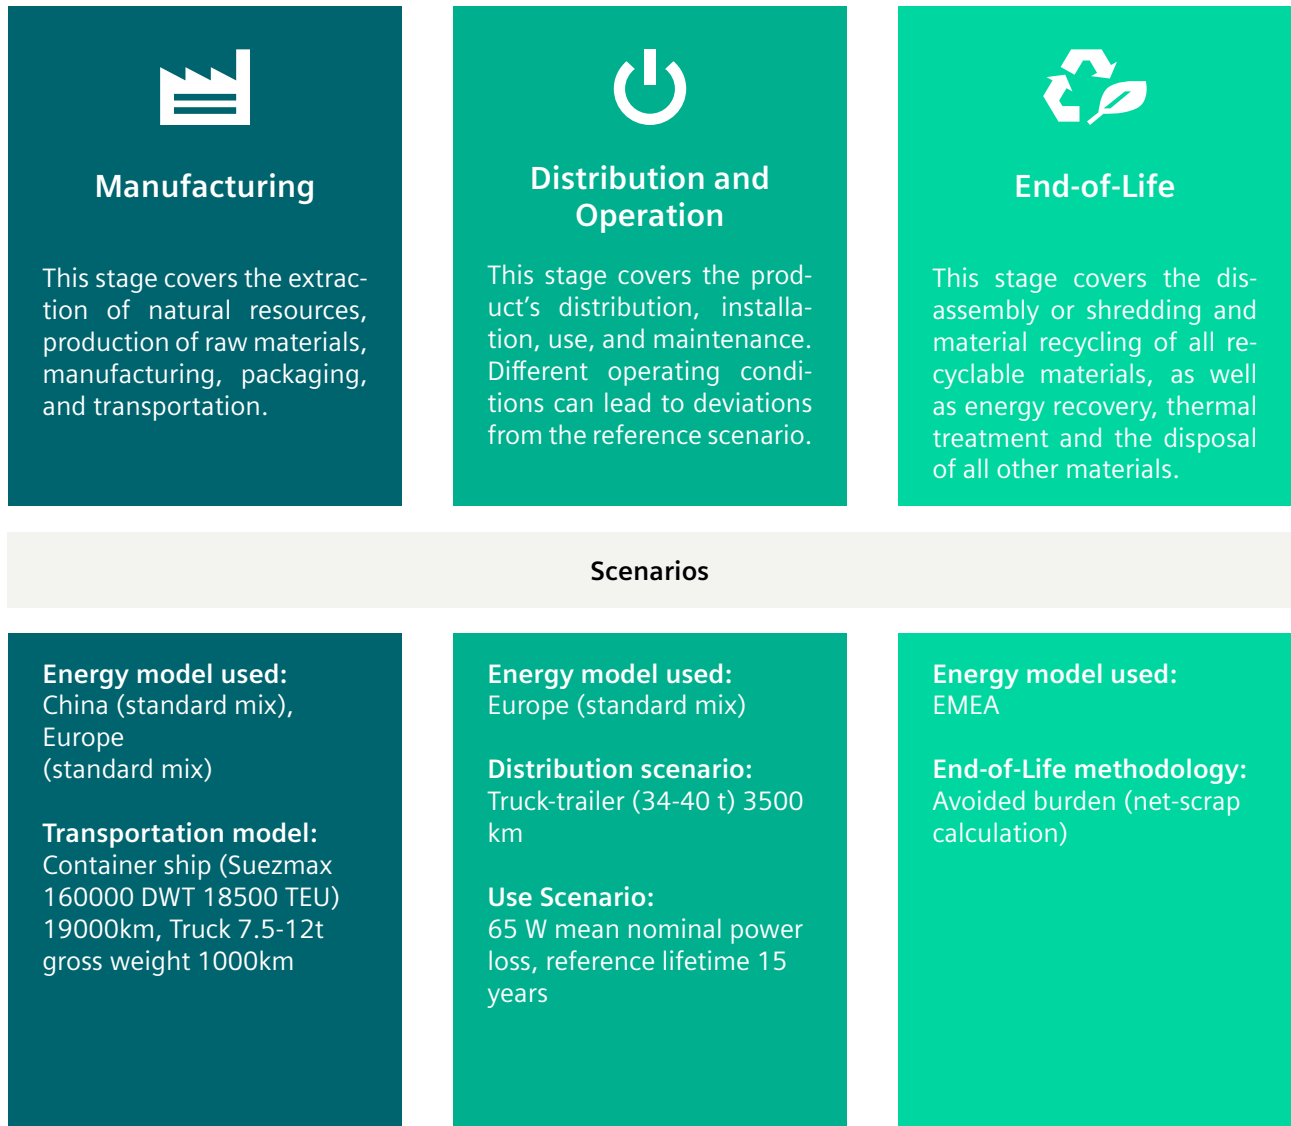 Manufacturing
This stage covers the extrac-
tion of natural resources,
production of raw materials,
manufacturing, packaging,
and transportation.
Distribution and
Operation
This stage covers the prod-
uct's distribution, installa-
tion, use, and maintenance.
Different operating condi-
tions can lead to deviations
from the reference scenario.
End-of-Life
This stage covers the dis-
assembly or shredding and
material recycling of all re-
cyclable materials, as well
as energy recovery, thermal
treatment and the disposal
of all other materials.
Scenarios
Energy model used:
China (standard mix),
Europe
(standard mix)
Transportation model:
Container ship (Suezmax
160000 DWT 18500 TEU)
19000km, Truck 7.5-12t
gross weight 1000km
Energy model used:
Europe (standard mix)
Distribution scenario:
Truck-trailer (34-40 t) 3500
km
Use Scenario:
65 W mean nominal power
loss, reference lifetime 15
years
Energy model used:
EMEA
End-of-Life methodology:
Avoided burden (net-scrap
calculation)